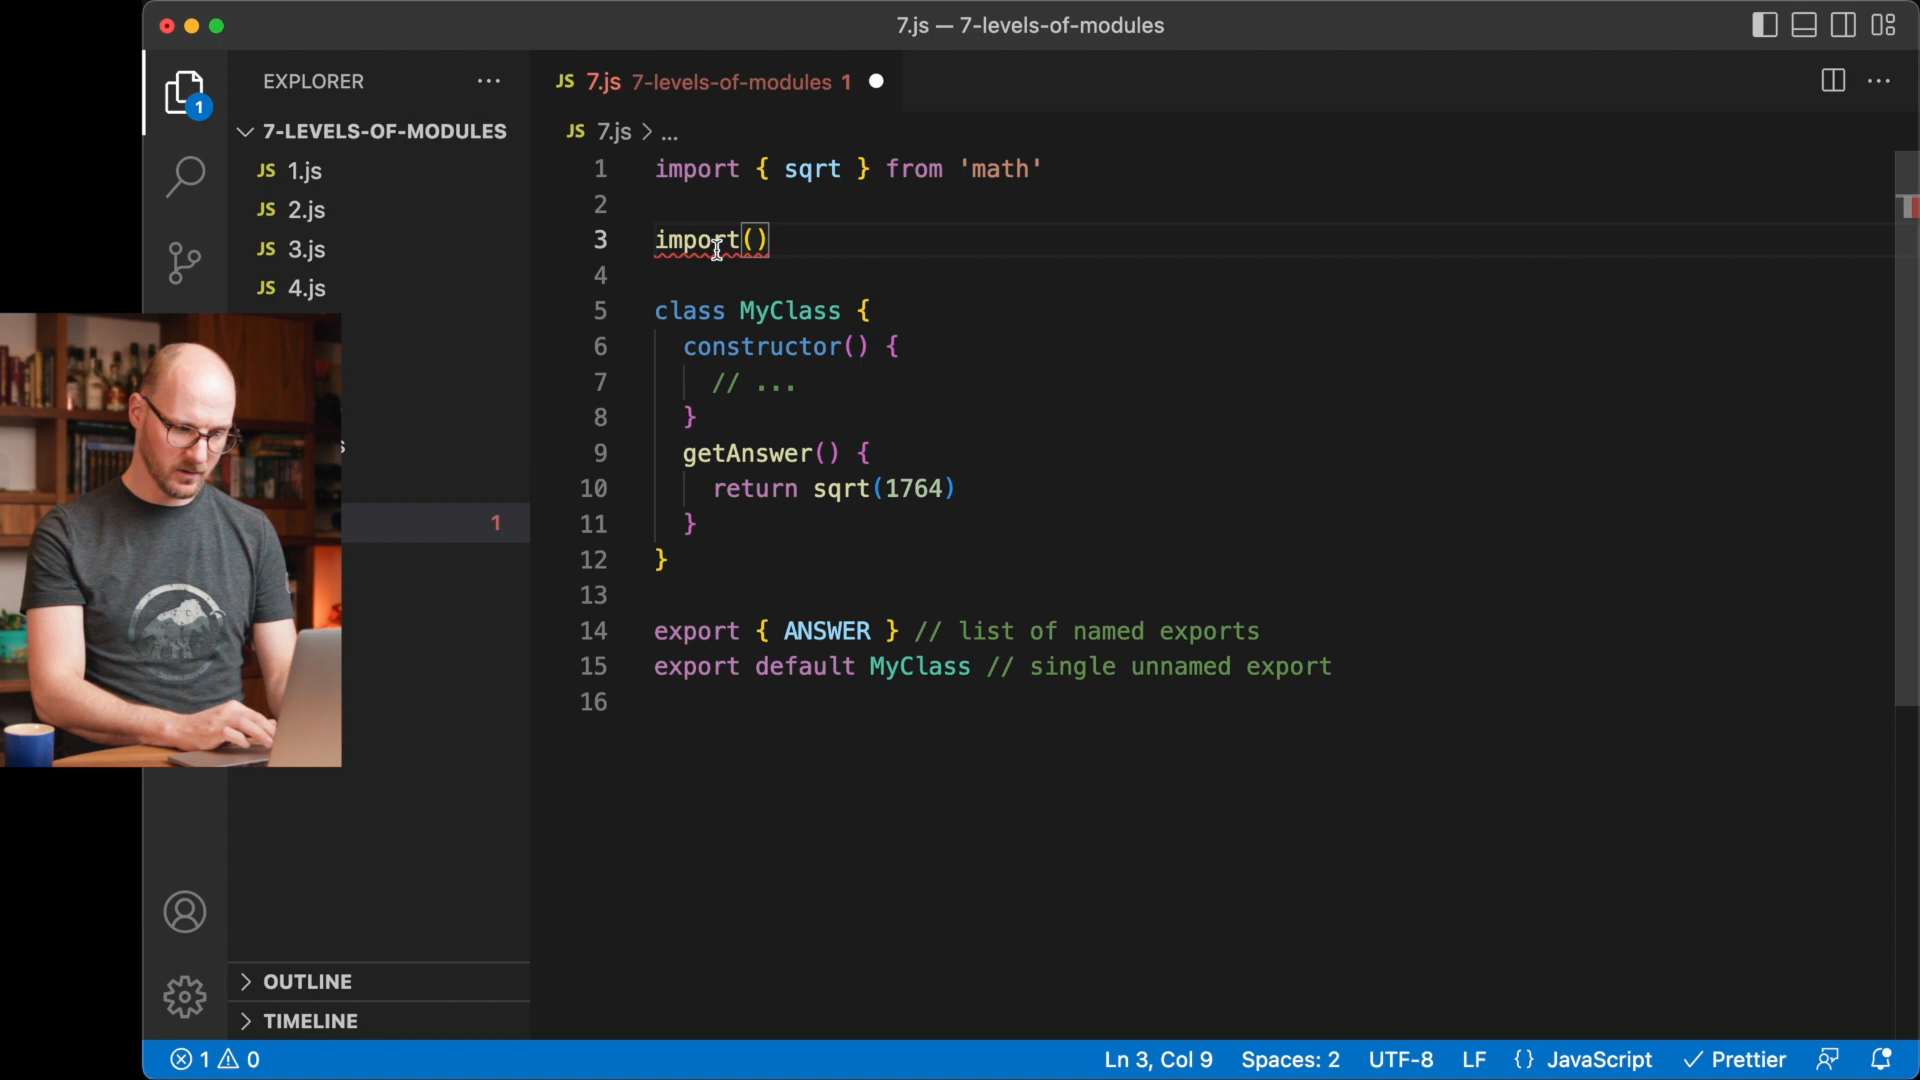 7.js — 7-levels-of-modules
EXPLORER
JS 7.js 7-levels-of-modules 1
1
7-LEVELS-OF-MODULES
JS 7.js > ...
JS 1.js
JS 2.js
JS 3.js
JS 4.js
1
1 import { sqrt } from 'math'
2
3 import()
4
5 class MyClass {
6 constructor() {
7 // ...
8 }
9 getAnswer() {
10 return sqrt(1764)
11 }
12 }
13
14 export { ANSWER } // list of named exports
15 export default MyClass // single unnamed export
16
OUTLINE
TIMELINE
1 0
Ln 3, Col 9 Spaces: 2 UTF-8 LF {} JavaScript Prettier